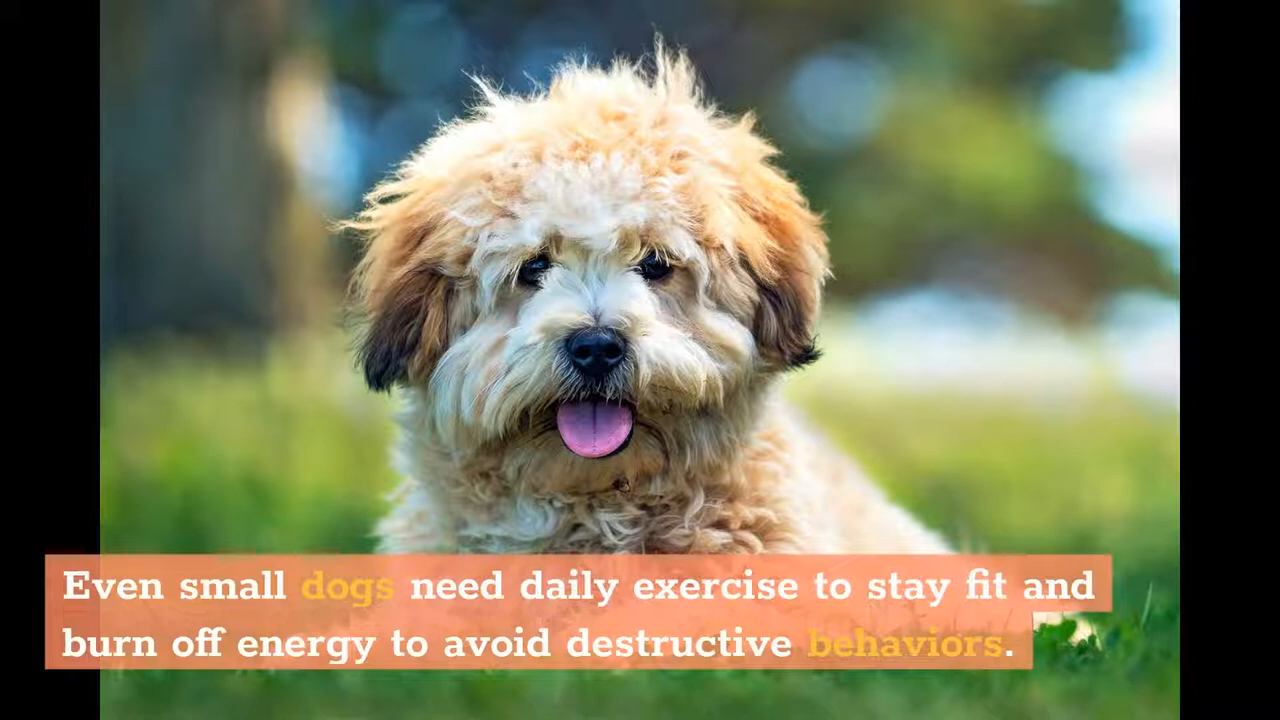 Even small dogs need daily exercise to stay fit and
burn off energy to avoid destructive behaviors.